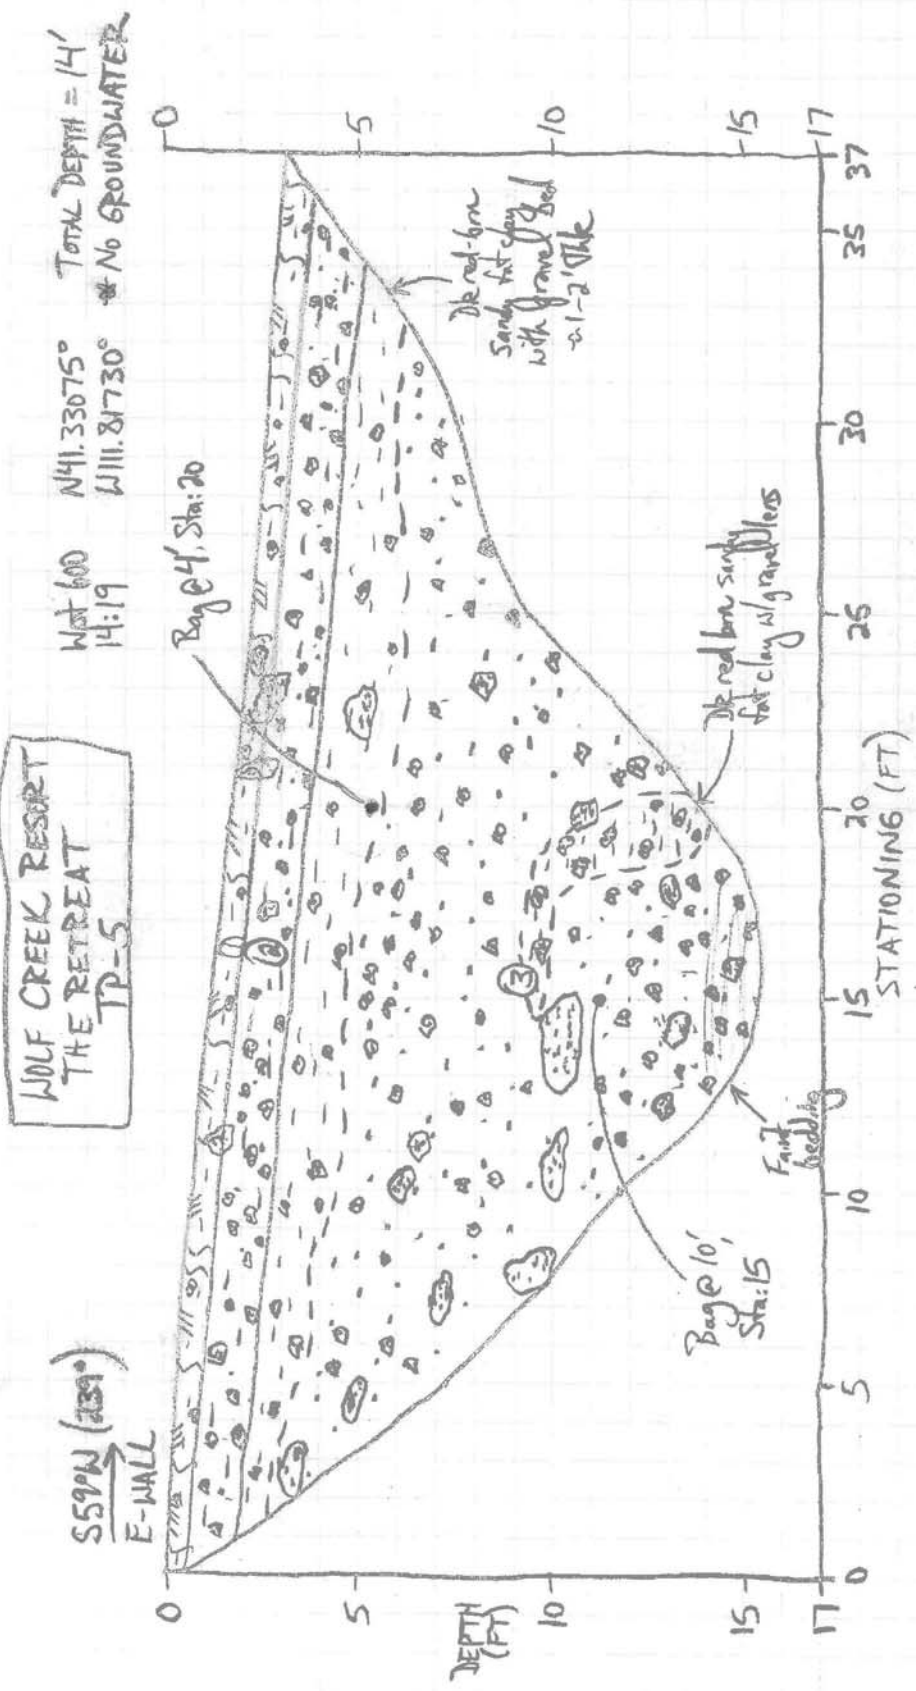 WOLF CREEK RESORT
THE RETREAT
TP-5
S59°W (239°)
E-WALL
Wpt 600
14:19
N41.33075°
W111.81730°
TOTAL DEPTH = 14'
* NO GROUNDWATER
Bag @ 4', Sta: 20
0
5
10
15
17
DEPTH
(FT)
0
5
10
15
17
3
Dk red-brn
sandy fat clay
with gravel bed
~1-2' Thk
Dk red brn sandy
fat clay w/gravel lens
Bag @ 10',
Sta: 15
Faint
bedding
0
5
10
15
20
25
30
35
37
STATIONING (FT)